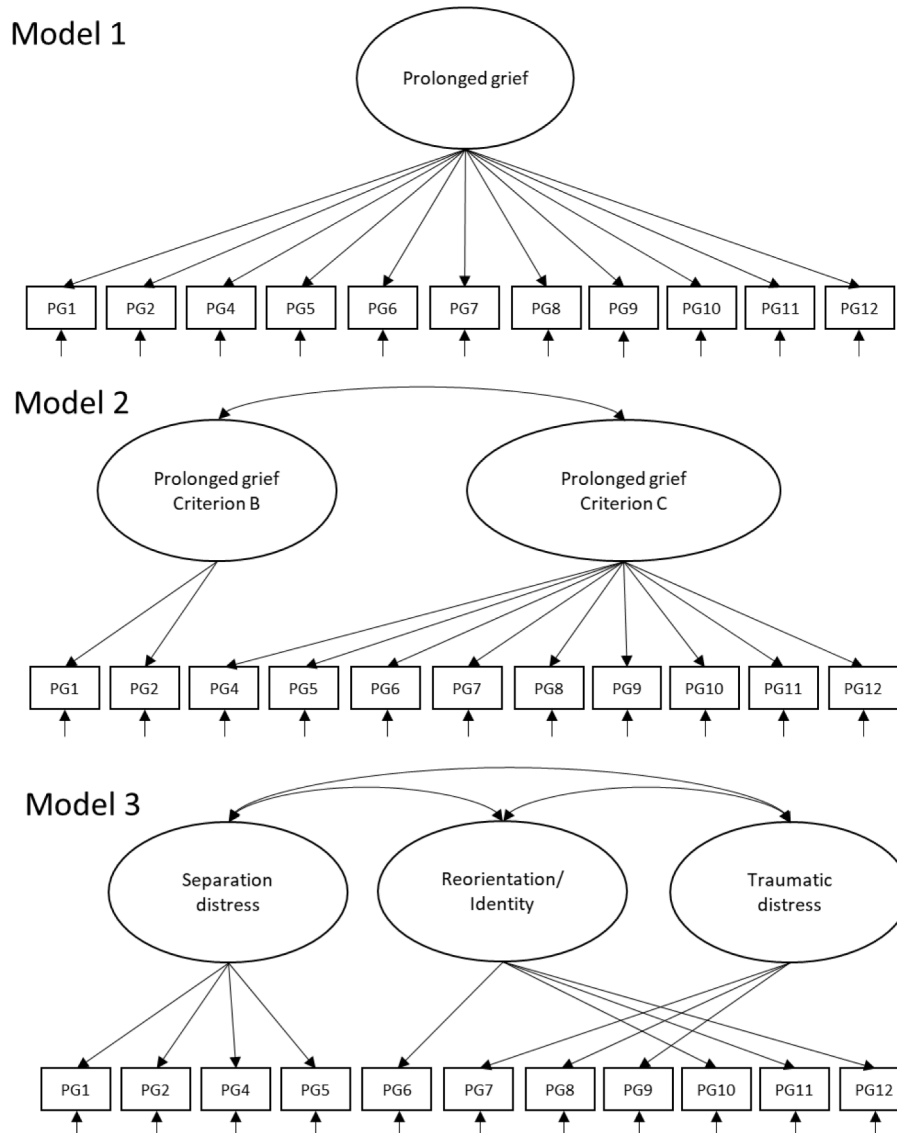 Model 1
Prolonged grief
PG1 PG2 PG4 PG5 PG6 PG7 PG8 PG9 PG10 PG11 PG12
Model 2
Prolonged grief
Criterion B
Prolonged grief
Criterion C
PG1 PG2 PG4 PG5 PG6 PG7 PG8 PG9 PG10 PG11 PG12
Model 3
Separation
distress
Reorientation/
Identity
Traumatic
distress
PG1 PG2 PG4 PG5 PG6 PG7 PG8 PG9 PG10 PG11 PG12